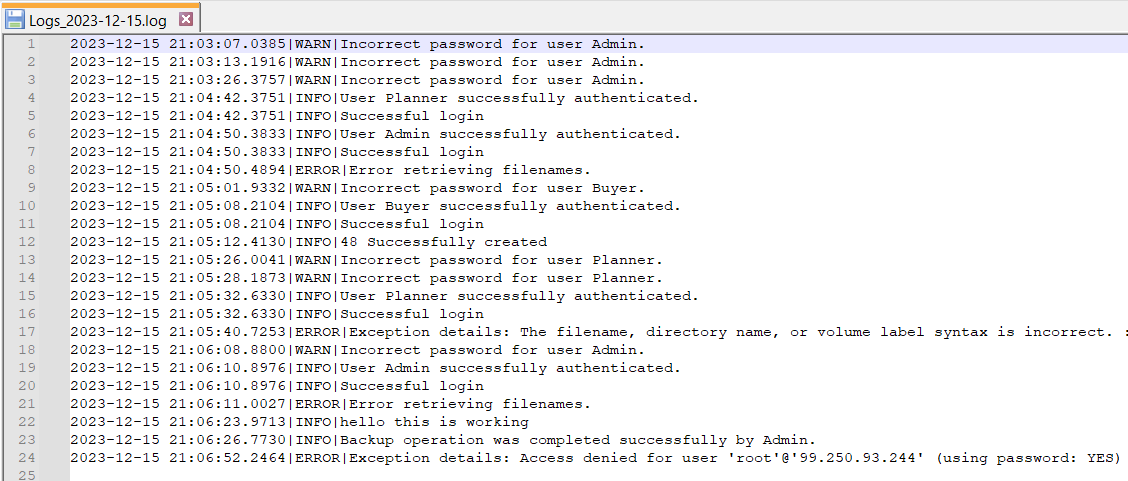 Logs_2023-12-15.log
1 2023-12-15 21:03:07.0385|WARN|Incorrect password for user Admin.
2 2023-12-15 21:03:13.1916|WARN|Incorrect password for user Admin.
3 2023-12-15 21:03:26.3757|WARN|Incorrect password for user Admin.
4 2023-12-15 21:04:42.3751|INFO|User Planner successfully authenticated.
5 2023-12-15 21:04:42.3751|INFO|Successful login
6 2023-12-15 21:04:50.3833|INFO|User Admin successfully authenticated.
7 2023-12-15 21:04:50.3833|INFO|Successful login
8 2023-12-15 21:04:50.4894|ERROR|Error retrieving filenames.
9 2023-12-15 21:05:01.9332|WARN|Incorrect password for user Buyer.
10 2023-12-15 21:05:08.2104|INFO|User Buyer successfully authenticated.
11 2023-12-15 21:05:08.2104|INFO|Successful login
12 2023-12-15 21:05:12.4130|INFO|48 Successfully created
13 2023-12-15 21:05:26.0041|WARN|Incorrect password for user Planner.
14 2023-12-15 21:05:28.1873|WARN|Incorrect password for user Planner.
15 2023-12-15 21:05:32.6330|INFO|User Planner successfully authenticated.
16 2023-12-15 21:05:32.6330|INFO|Successful login
17 2023-12-15 21:05:40.7253|ERROR|Exception details: The filename, directory name, or volume label syntax is incorrect. :
18 2023-12-15 21:06:08.8800|WARN|Incorrect password for user Admin.
19 2023-12-15 21:06:10.8976|INFO|User Admin successfully authenticated.
20 2023-12-15 21:06:10.8976|INFO|Successful login
21 2023-12-15 21:06:11.0027|ERROR|Error retrieving filenames.
22 2023-12-15 21:06:23.9713|INFO|hello this is working
23 2023-12-15 21:06:26.7730|INFO|Backup operation was completed successfully by Admin.
24 2023-12-15 21:06:52.2464|ERROR|Exception details: Access denied for user 'root'@'99.250.93.244' (using password: YES)
25